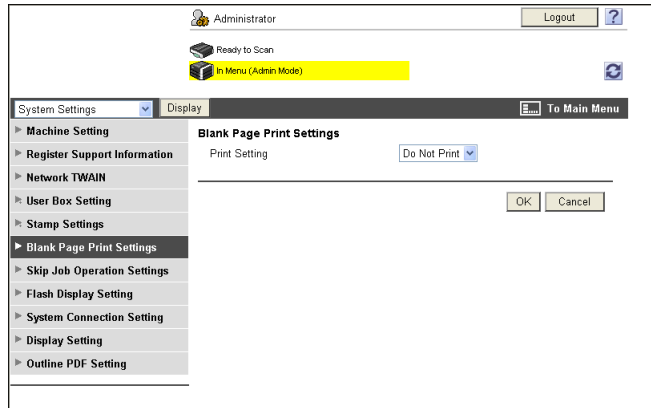 Administrator
Logout
?
Ready to Scan
In Menu (Admin Mode)
System Settings
Display
To Main Menu
Machine Setting
Register Support Information
Network TWAIN
User Box Setting
Stamp Settings
Blank Page Print Settings
Skip Job Operation Settings
Flash Display Setting
System Connection Setting
Display Setting
Outline PDF Setting
Blank Page Print Settings
Print Setting
Do Not Print
OK
Cancel